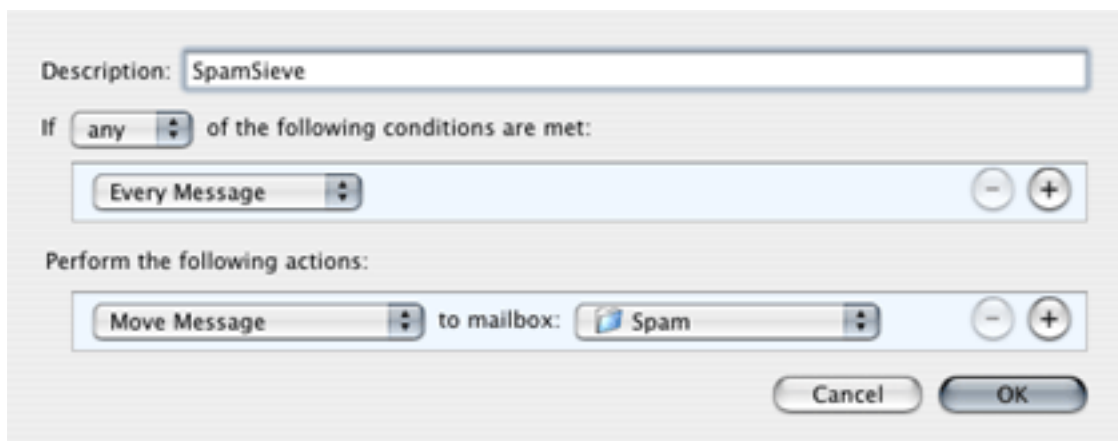 Description: SpamSieve
If any of the following conditions are met:
Every Message
Perform the following actions:
Move Message to mailbox: Spam
Cancel OK